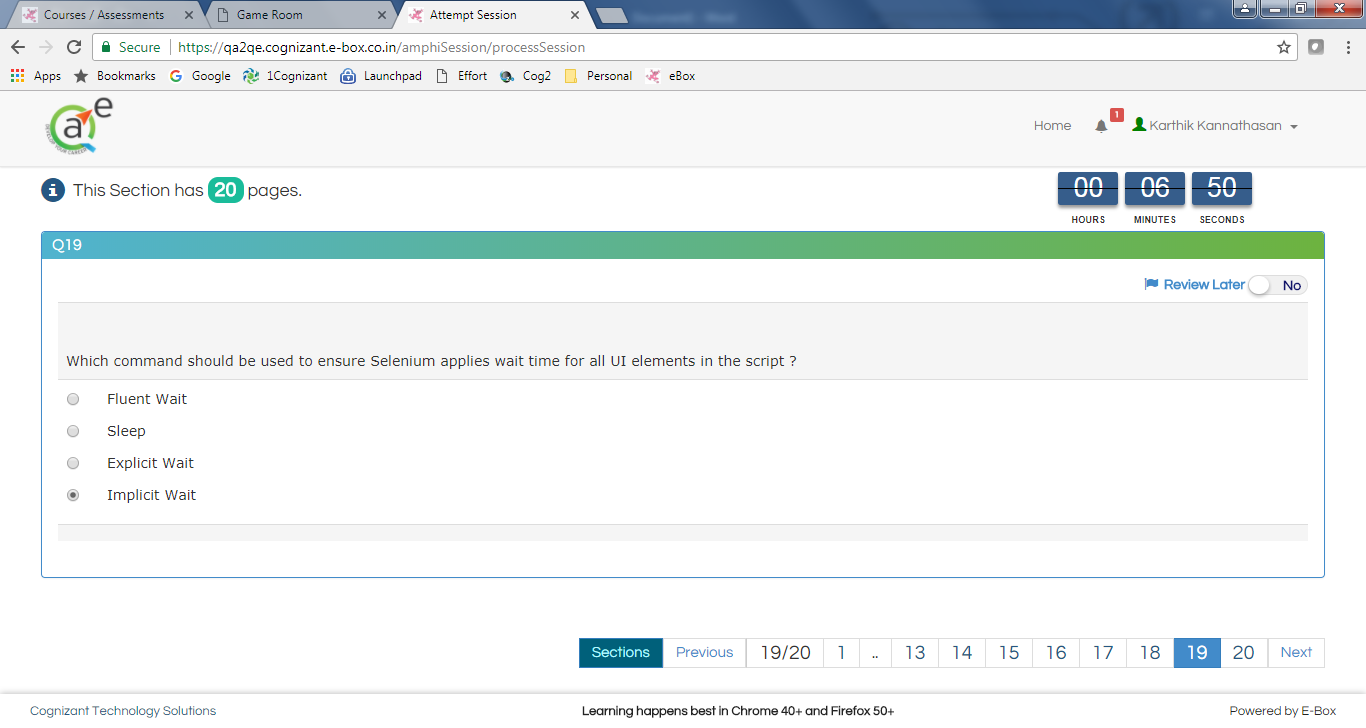 Courses / Assessments
Game Room
Attempt Session
Secure https://qa2qe.cognizant.e-box.co.in/amphiSession/processSession
Apps Bookmarks Google 1Cognizant Launchpad Effort Cog2 Personal eBox
a e
Home 1 Karthik Kannathasan
This Section has 20 pages.
00 06 50
HOURS MINUTES SECONDS
Q19
Review Later No
Which command should be used to ensure Selenium applies wait time for all UI elements in the script ?
Fluent Wait
Sleep
Explicit Wait
Implicit Wait
Sections Previous 19/20 1 .. 13 14 15 16 17 18 19 20 Next
Cognizant Technology Solutions Learning happens best in Chrome 40+ and Firefox 50+ Powered by E-Box